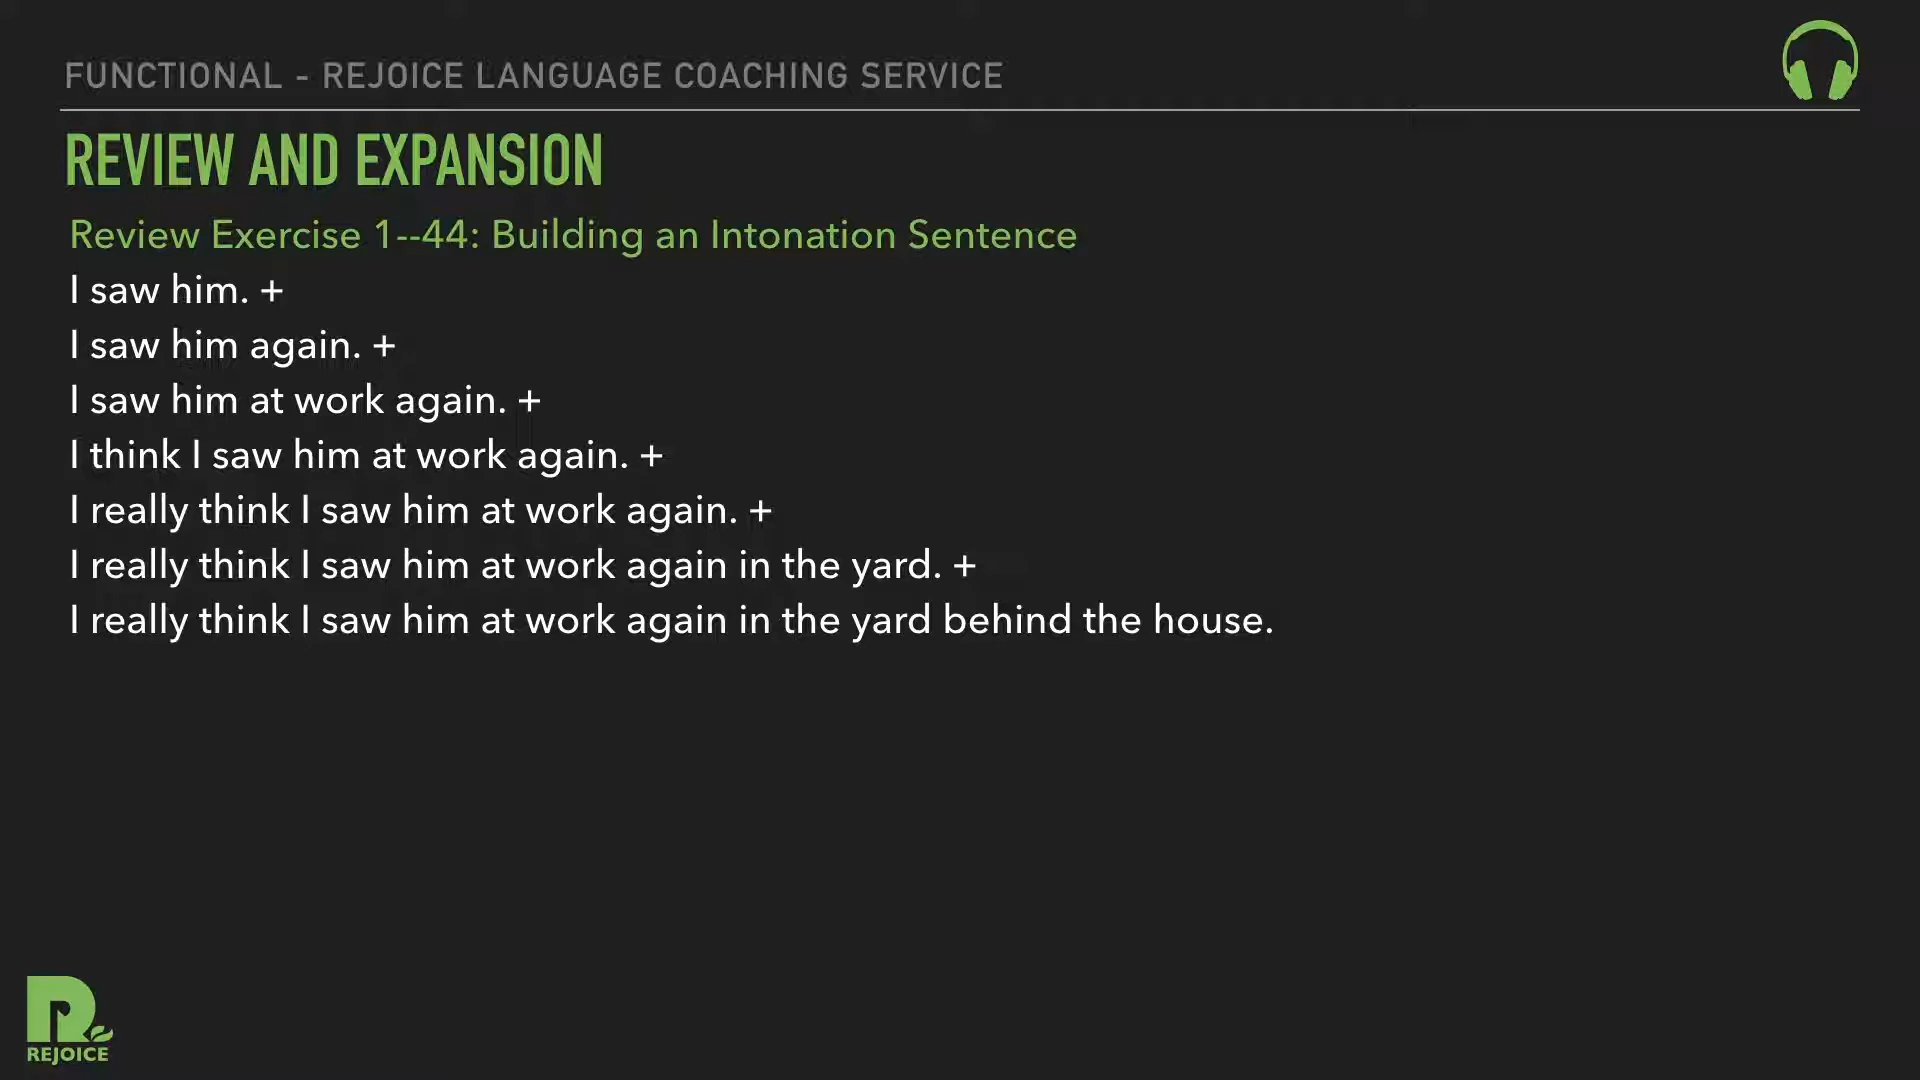 FUNCTIONAL - REJOICE LANGUAGE COACHING SERVICE
REVIEW AND EXPANSION
Review Exercise 1--44: Building an Intonation Sentence
I saw him. +
I saw him again. +
I saw him at work again. +
I think I saw him at work again. +
I really think I saw him at work again. +
I really think I saw him at work again in the yard. +
I really think I saw him at work again in the yard behind the house.
REJOICE